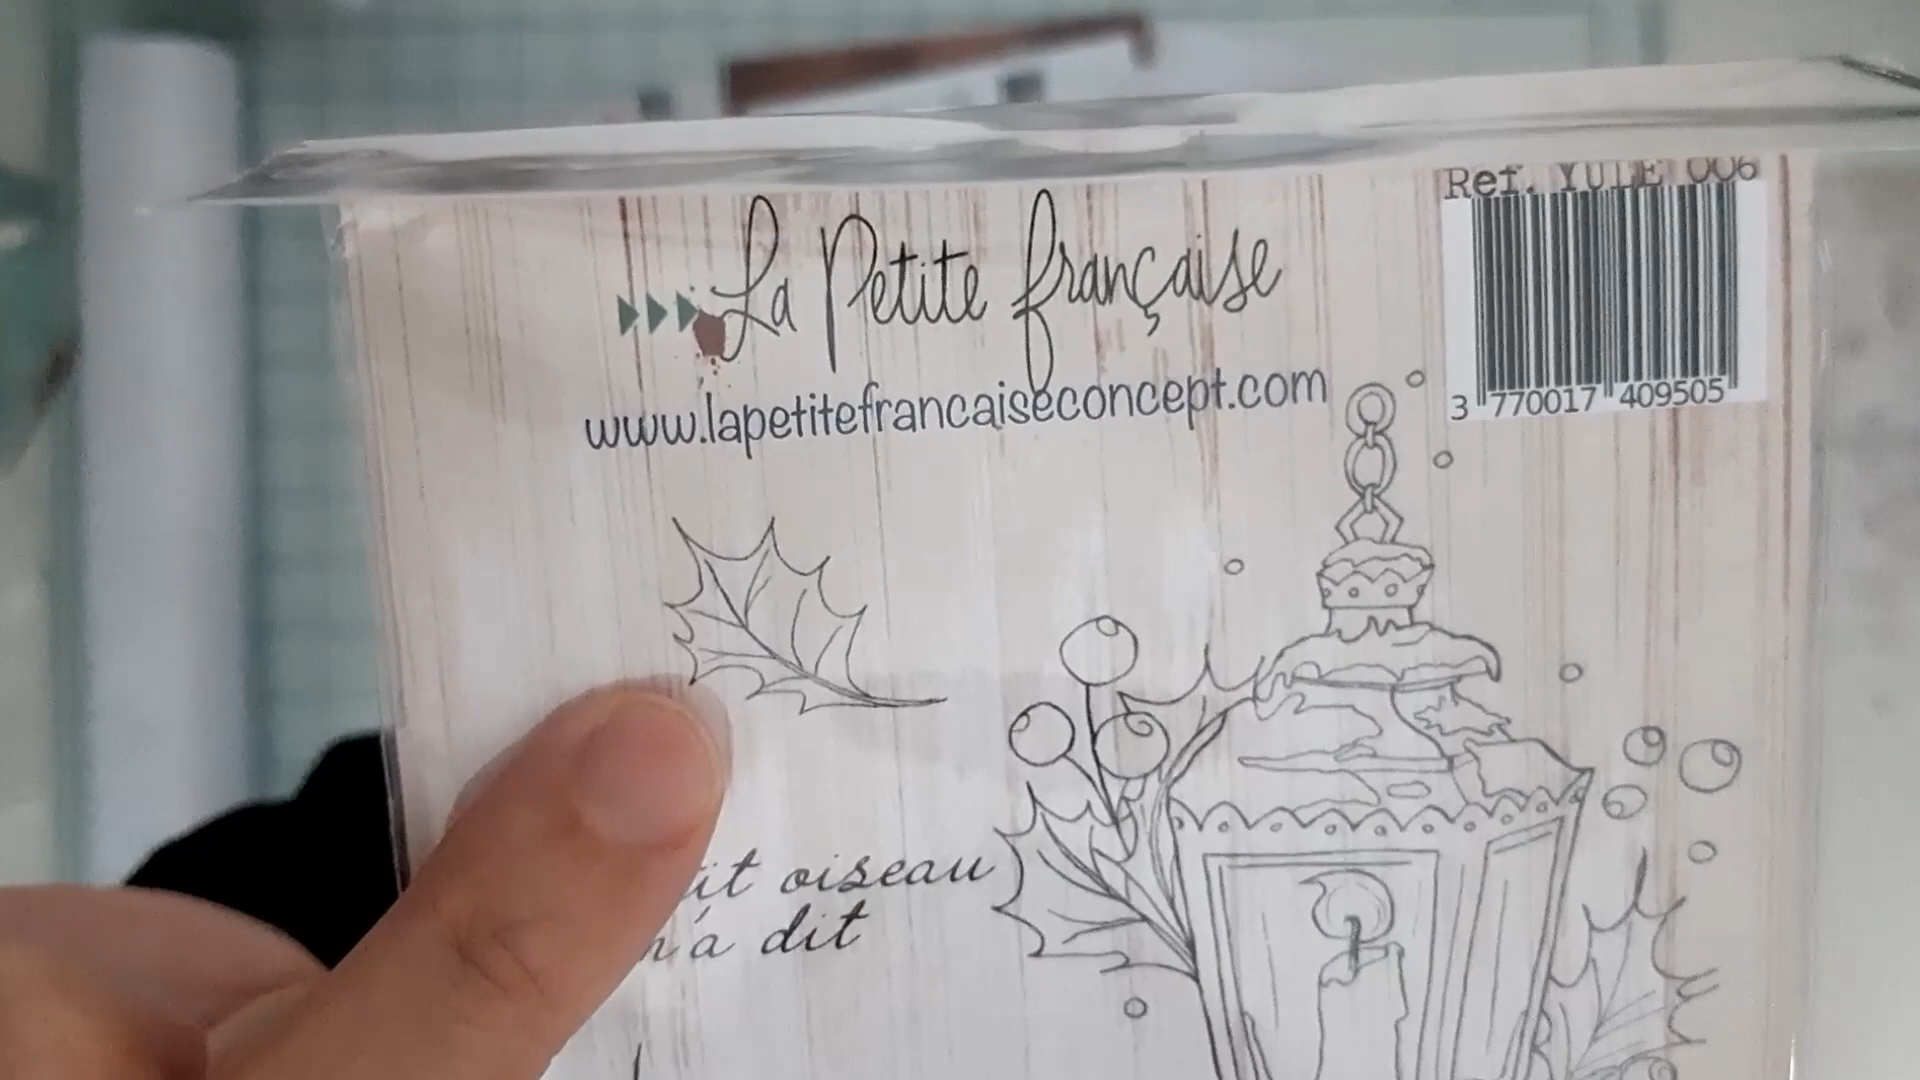 Ref. YULE 006
La Petite française
www.lapetitefrancaiseconcept.com
3 770017 409505
oiseau
dit